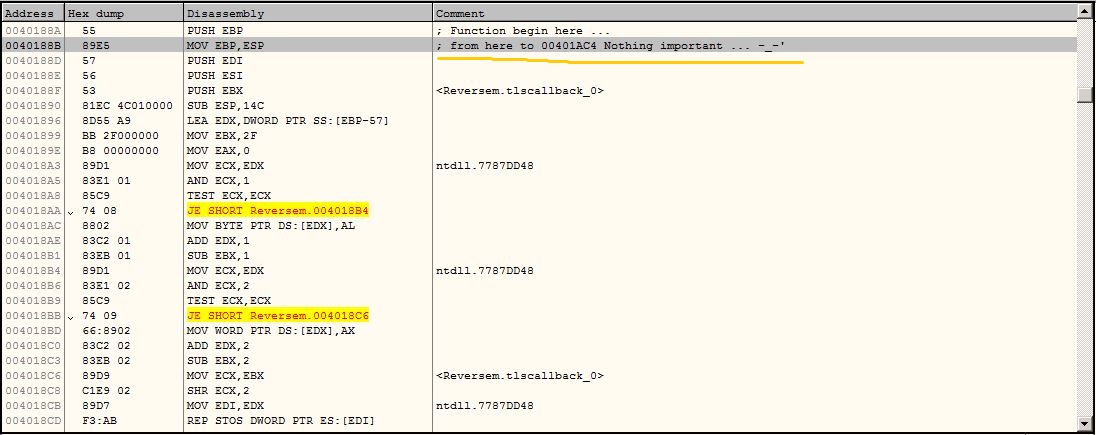 Address Hex dump Disassembly Comment
0040188A 55 PUSH EBP ; Function begin here ...
0040188B 89E5 MOV EBP,ESP ; from here to 00401AC4 Nothing important ... -_-'
0040188D 57 PUSH EDI
0040188E 56 PUSH ESI
0040188F 53 PUSH EBX <Reversem.tlscallback_0>
00401890 81EC 4C010000 SUB ESP,14C
00401896 8D55 A9 LEA EDX,DWORD PTR SS:[EBP-57]
00401899 BB 2F000000 MOV EBX,2F
0040189E B8 00000000 MOV EAX,0
004018A3 89D1 MOV ECX,EDX ntdll.7787DD48
004018A5 83E1 01 AND ECX,1
004018A8 85C9 TEST ECX,ECX
004018AA 74 08 JE SHORT Reversem.004018B4
004018AC 8802 MOV BYTE PTR DS:[EDX],AL
004018AE 83C2 01 ADD EDX,1
004018B1 83EB 01 SUB EBX,1
004018B4 89D1 MOV ECX,EDX ntdll.7787DD48
004018B6 83E1 02 AND ECX,2
004018B9 85C9 TEST ECX,ECX
004018BB 74 09 JE SHORT Reversem.004018C6
004018BD 66:8902 MOV WORD PTR DS:[EDX],AX
004018C0 83C2 02 ADD EDX,2
004018C3 83EB 02 SUB EBX,2
004018C6 89D9 MOV ECX,EBX <Reversem.tlscallback_0>
004018C8 C1E9 02 SHR ECX,2
004018CB 89D7 MOV EDI,EDX ntdll.7787DD48
004018CD F3:AB REP STOS DWORD PTR ES:[EDI]